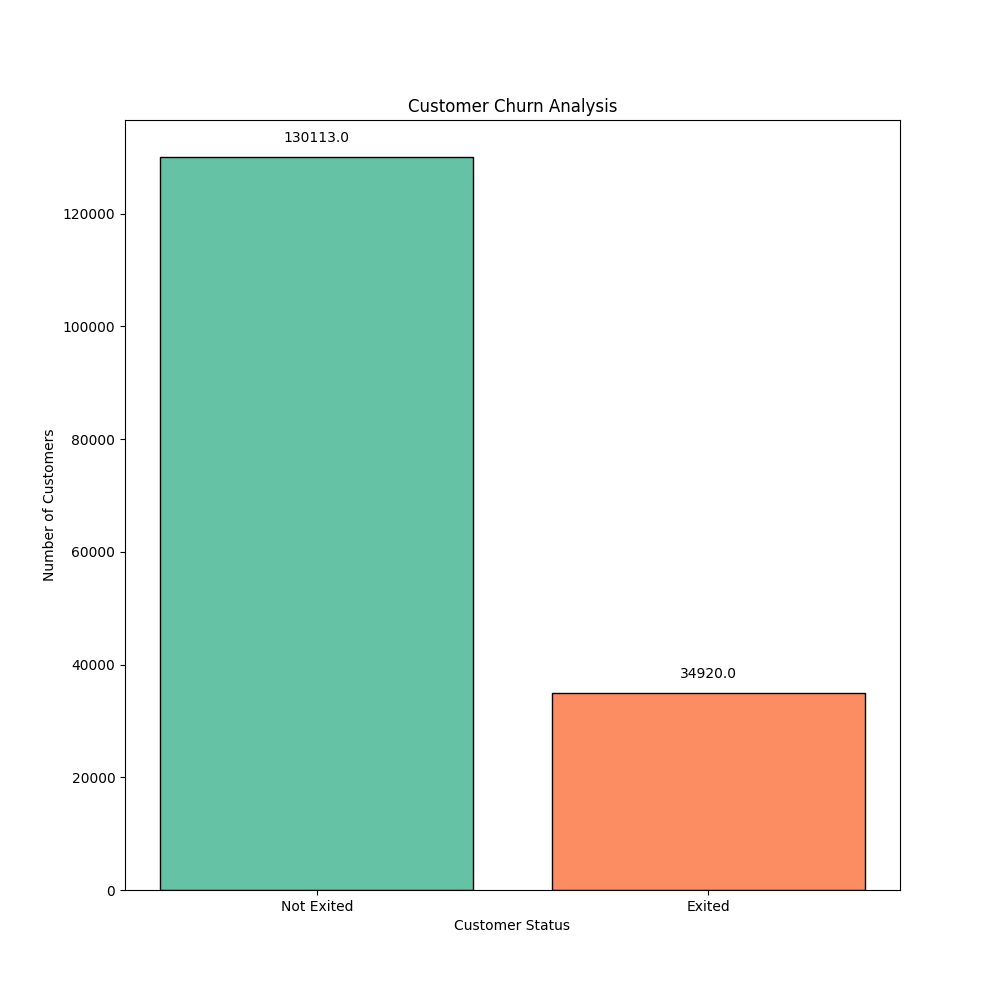 Customer Churn Analysis
130113.0
120000
100000
80000
60000
40000
20000
0
Number of Customers
34920.0
Not Exited
Exited
Customer Status